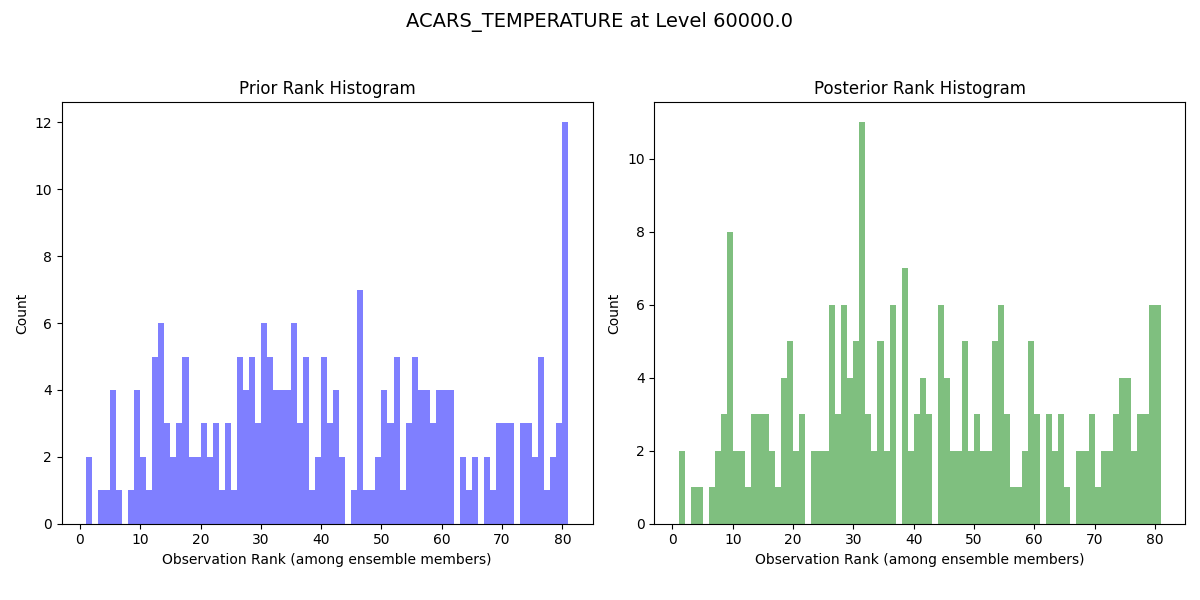 ACARS_TEMPERATURE at Level 60000.0
Prior Rank Histogram
Count
12
10
8
6
4
2
0
0 10 20 30 40 50 60 70 80
Observation Rank (among ensemble members)
Posterior Rank Histogram
Count
10
8
6
4
2
0
0 10 20 30 40 50 60 70 80
Observation Rank (among ensemble members)